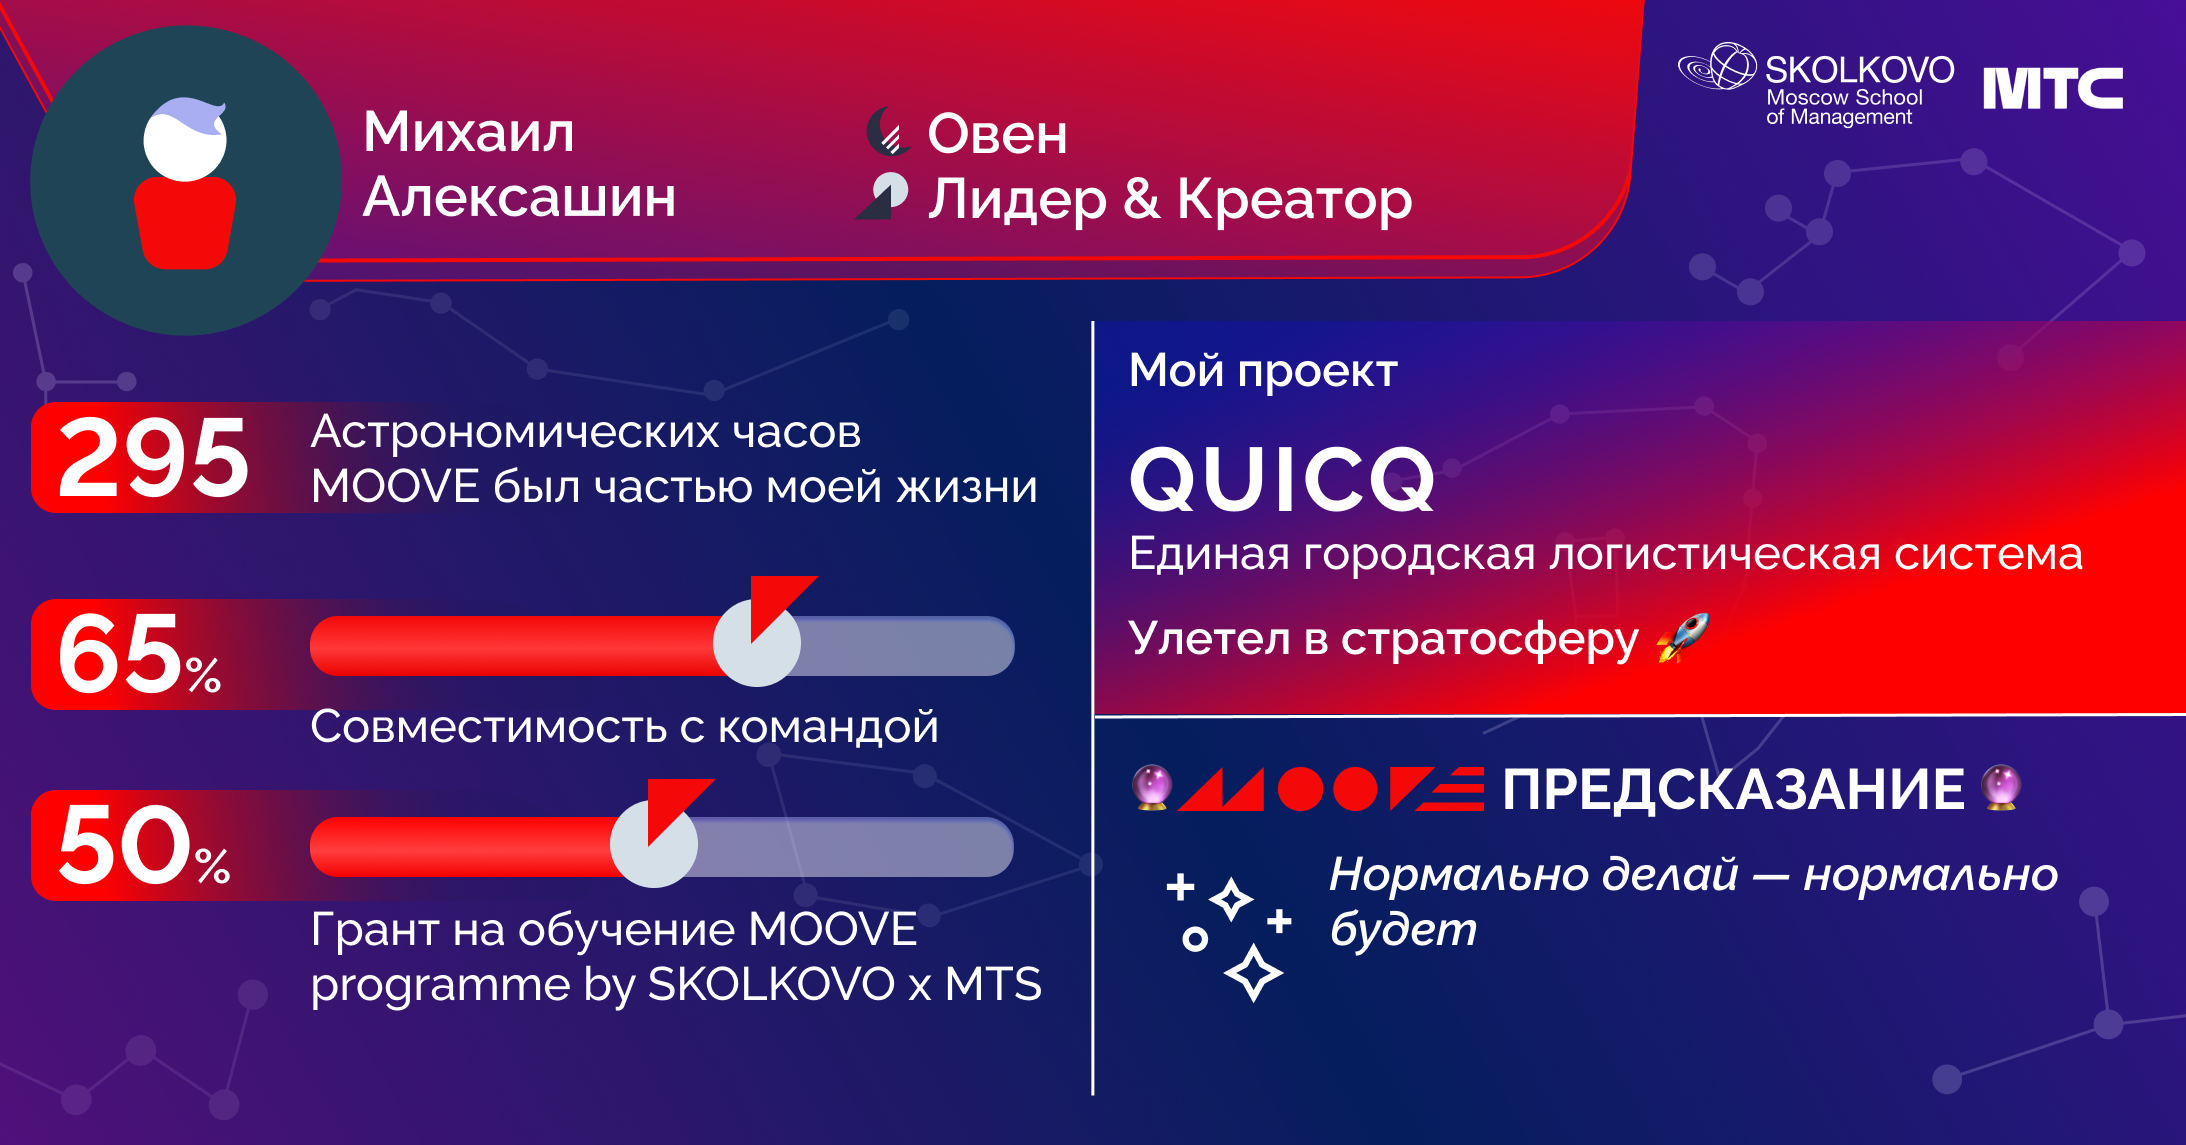 Михаил
Алексашин
Овен
Лидер & Креатор
SKOLKOVO
Moscow School
of Management
МТС
295
Астрономических часов
MOOVE был частью моей жизни
65%
Совместимость с командой
50%
Грант на обучение MOOVE
programme by SKOLKOVO x MTS
Мой проект
QUICQ
Единая городская логистическая система
Улетел в стратосферу 🚀
🔮 MOOVE ПРЕДСКАЗАНИЕ 🔮
Нормально делай — нормально
будет